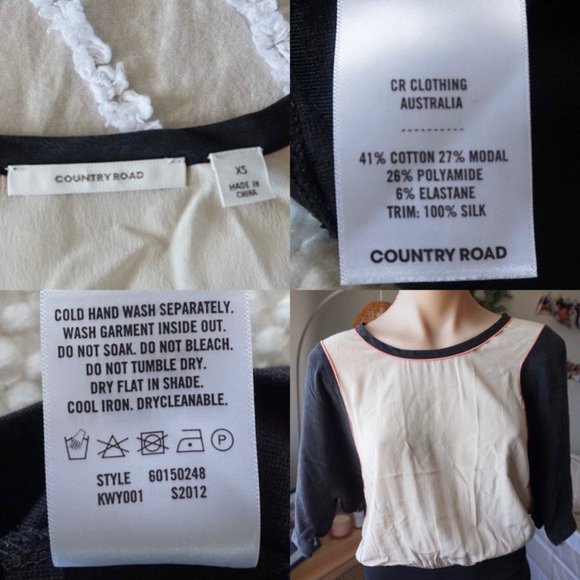 COUNTRY ROAD
XS
MADE IN
CHINA
CR CLOTHING
AUSTRALIA
----------
41% COTTON 27% MODAL
26% POLYAMIDE
6% ELASTANE
TRIM: 100% SILK
COUNTRY ROAD
COLD HAND WASH SEPARATELY.
WASH GARMENT INSIDE OUT.
DO NOT SOAK. DO NOT BLEACH.
DO NOT TUMBLE DRY.
DRY FLAT IN SHADE.
COOL IRON. DRYCLEANABLE.
P
STYLE 60150248
KWY001 S2012